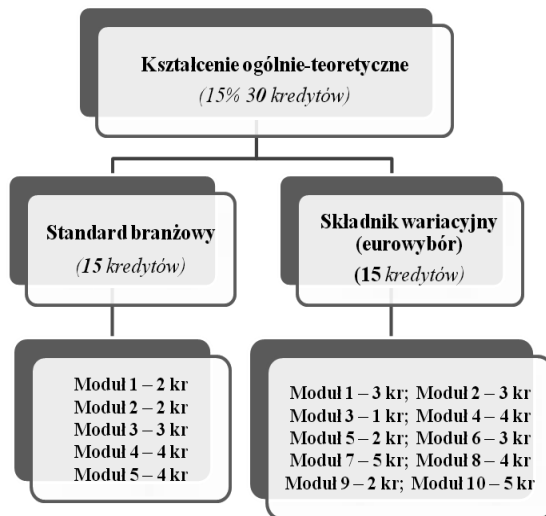 Kształcenie ogólnie-teoretyczne
(15% 30 kredytów)
Standard branżowy
(15 kredytów)
Składnik wariacyjny
(eurowybór)
(15 kredytów)
Moduł 1 – 2 kr
Moduł 2 – 2 kr
Moduł 3 – 3 kr
Moduł 4 – 4 kr
Moduł 5 – 4 kr
Moduł 1 – 3 kr; Moduł 2 – 3 kr
Moduł 3 – 1 kr; Moduł 4 – 4 kr
Moduł 5 – 2 kr; Moduł 6 – 3 kr
Moduł 7 – 5 kr; Moduł 8 – 4 kr
Moduł 9 – 2 kr; Moduł 10 – 5 kr